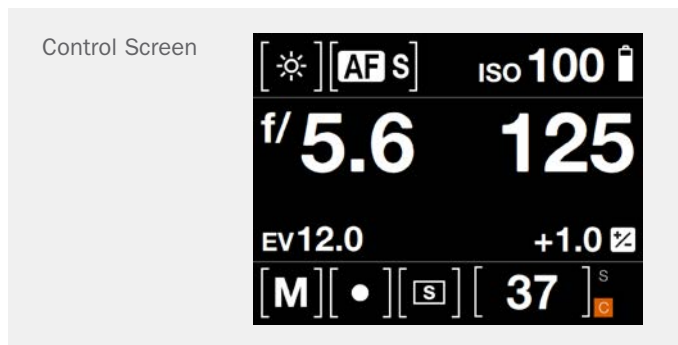 Control Screen
[☼][AF S] ISO 100
f/5.6 125
EV12.0 +1.0
[M][●][S][37] S
C